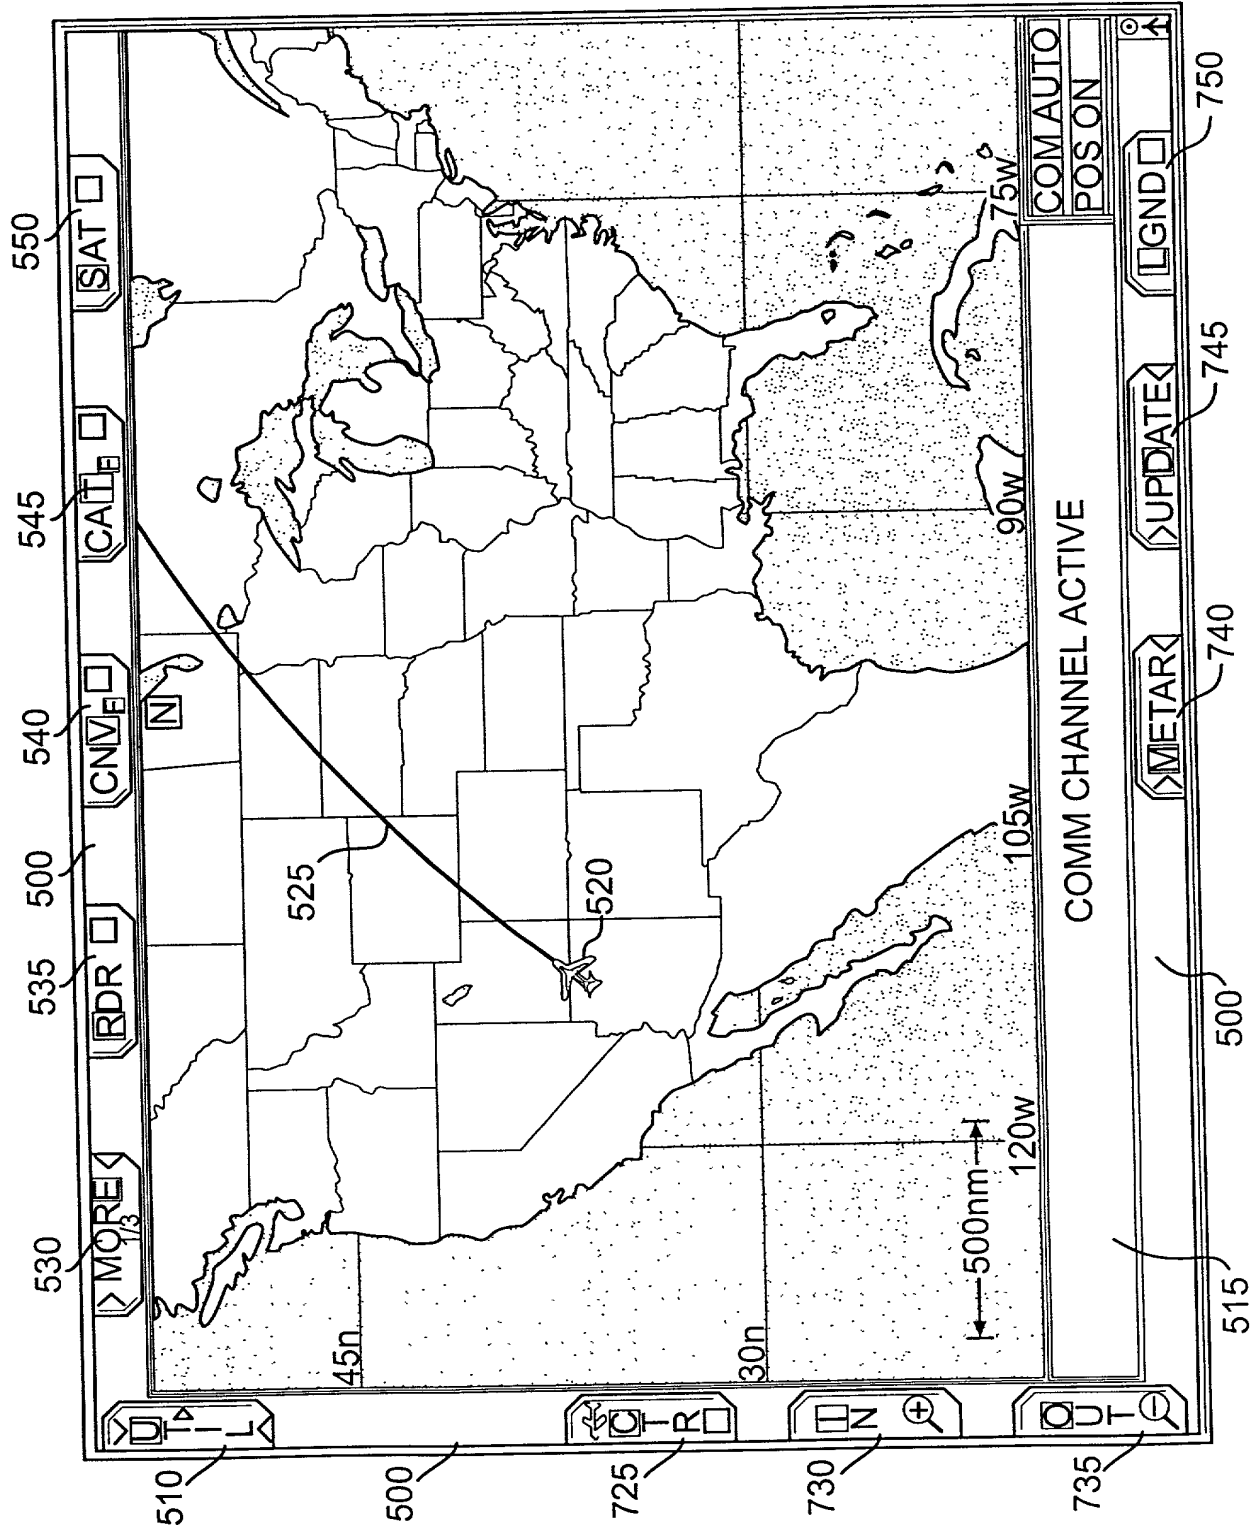 530
535
500
540
545
550
>MORE<
1/3
RDR
CNV F
CAT F
SAT
510
>UTIL<
N
45n
525
520
500
725
CTR
730
IN
30n
500nm
120w
105w
90w
75w
735
OUT
COMM CHANNEL ACTIVE
COM AUTO
POS ON
>METAR<
>UPDATE<
LGND
515
500
740
745
750